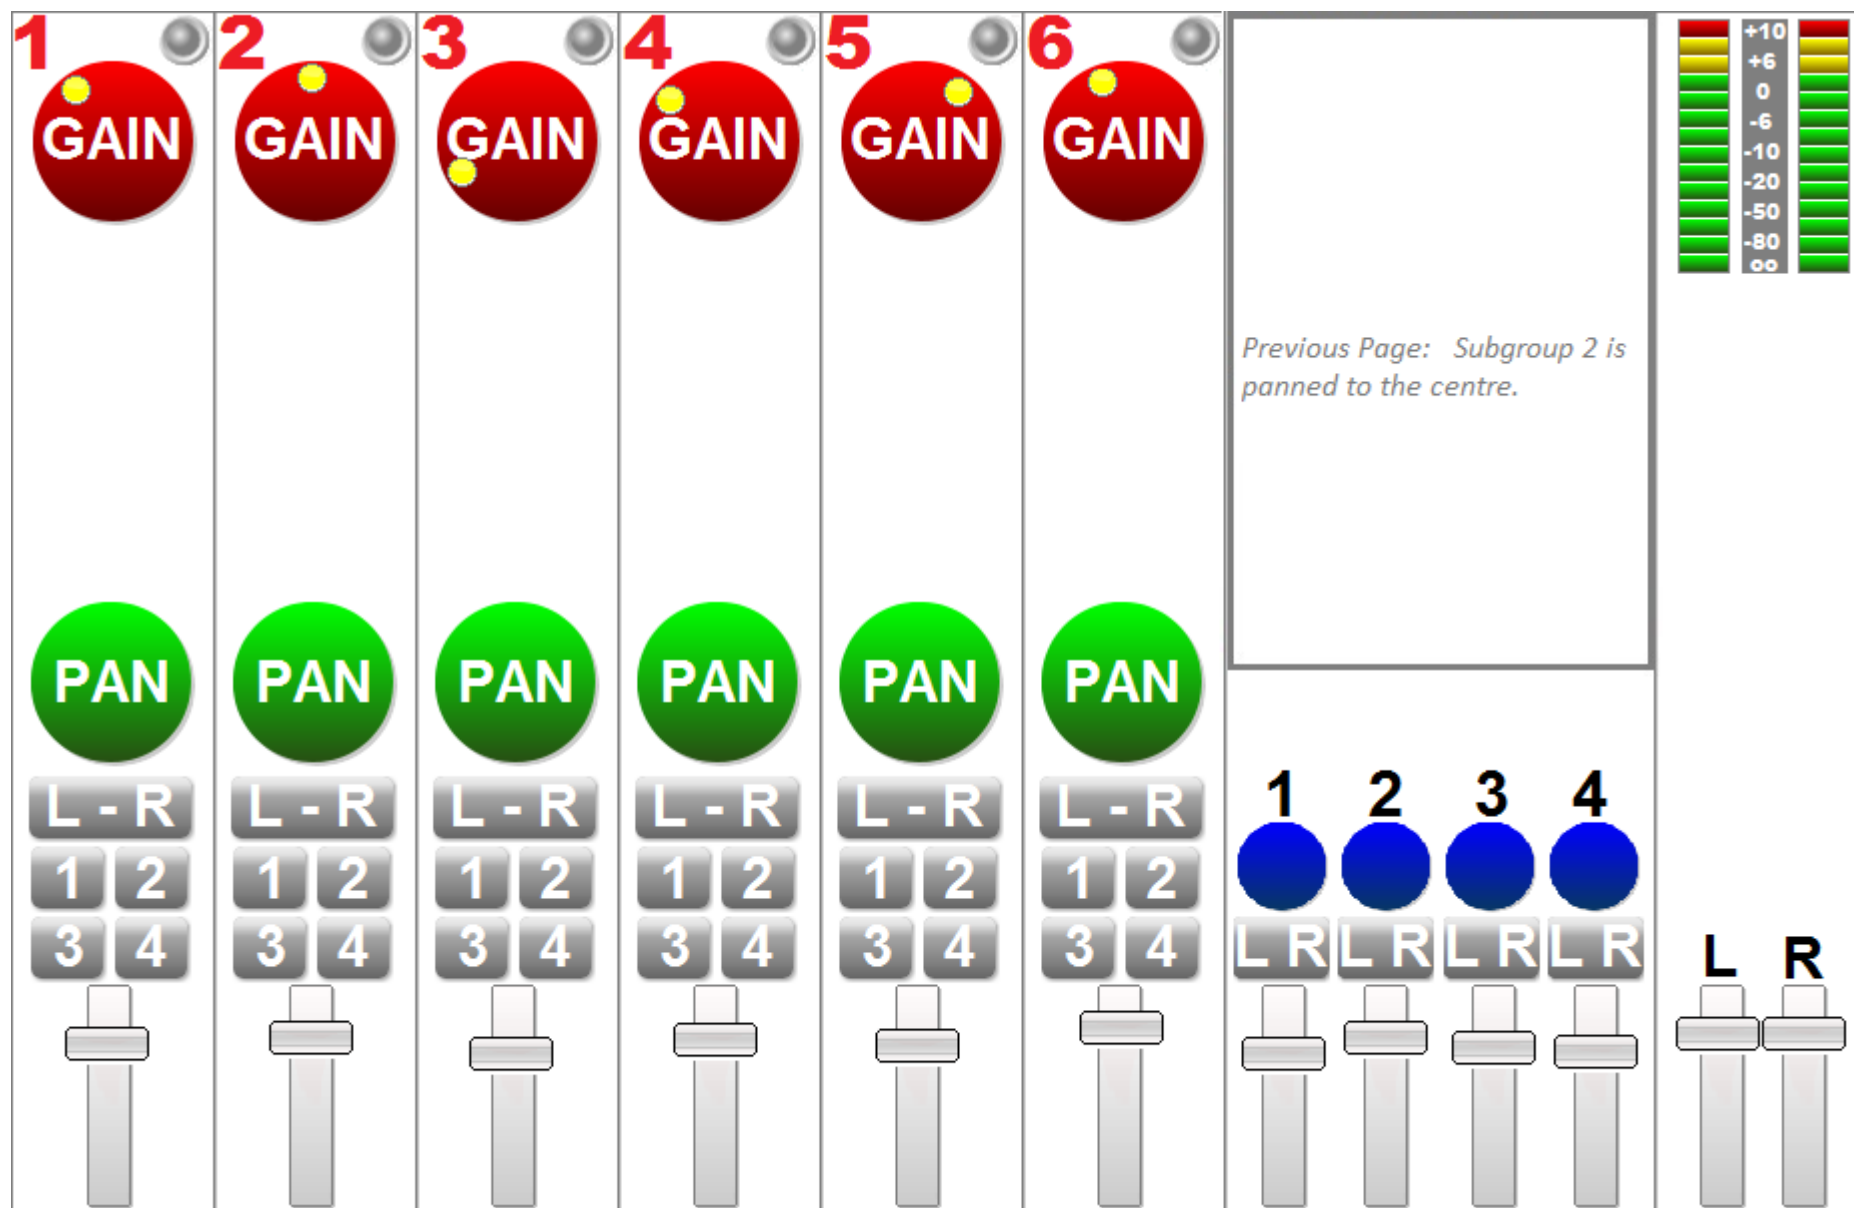 1 2 3 4 5 6
GAIN GAIN GAIN GAIN GAIN GAIN
+10
+6
0
-6
-10
-20
-50
-80
oo
Previous Page: Subgroup 2 is
panned to the centre.
PAN PAN PAN PAN PAN PAN
1 2 3 4
L - R L - R L - R L - R L - R L - R
1 2 1 2 1 2 1 2 1 2 1 2
3 4 3 4 3 4 3 4 3 4 3 4
L R L R L R L R
L R